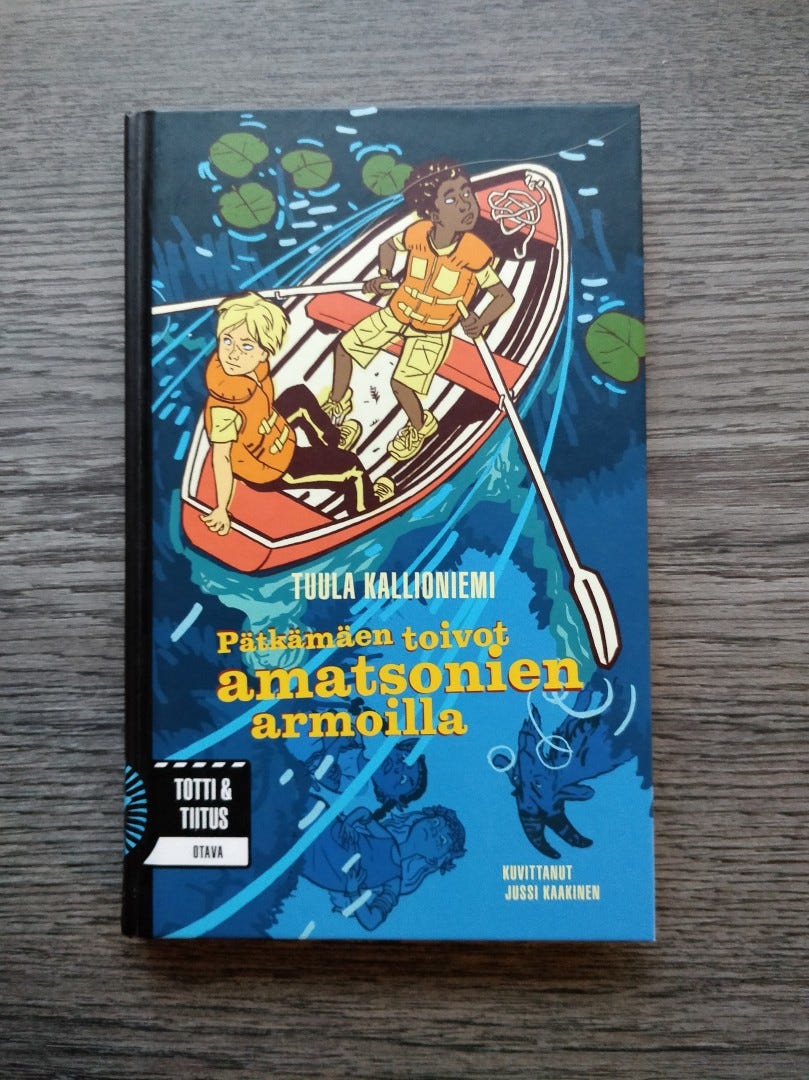 TUULA KALLIONIEMI
Pätkämäen toivot
amatsonien
armoilla
TOTTI &
TIITUS
OTAVA
KUVITTANUT
JUSSI KAAKINEN